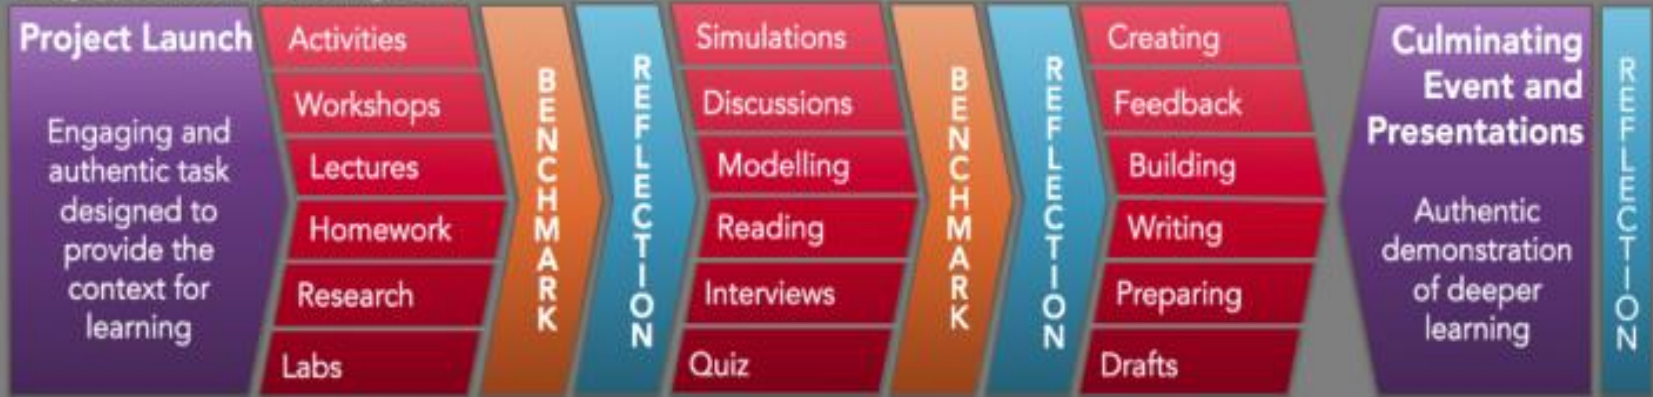 Project Launch
Engaging and
authentic task
designed to
provide the
context for
learning
Activities
Workshops
Lectures
Homework
Research
Labs
BENCHMARK
REFLECTION
Simulations
Discussions
Modelling
Reading
Interviews
Quiz
BENCHMARK
REFLECTION
Creating
Feedback
Building
Writing
Preparing
Drafts
Culminating
Event and
Presentations
Authentic
demonstration
of deeper
learning
REFLECTION